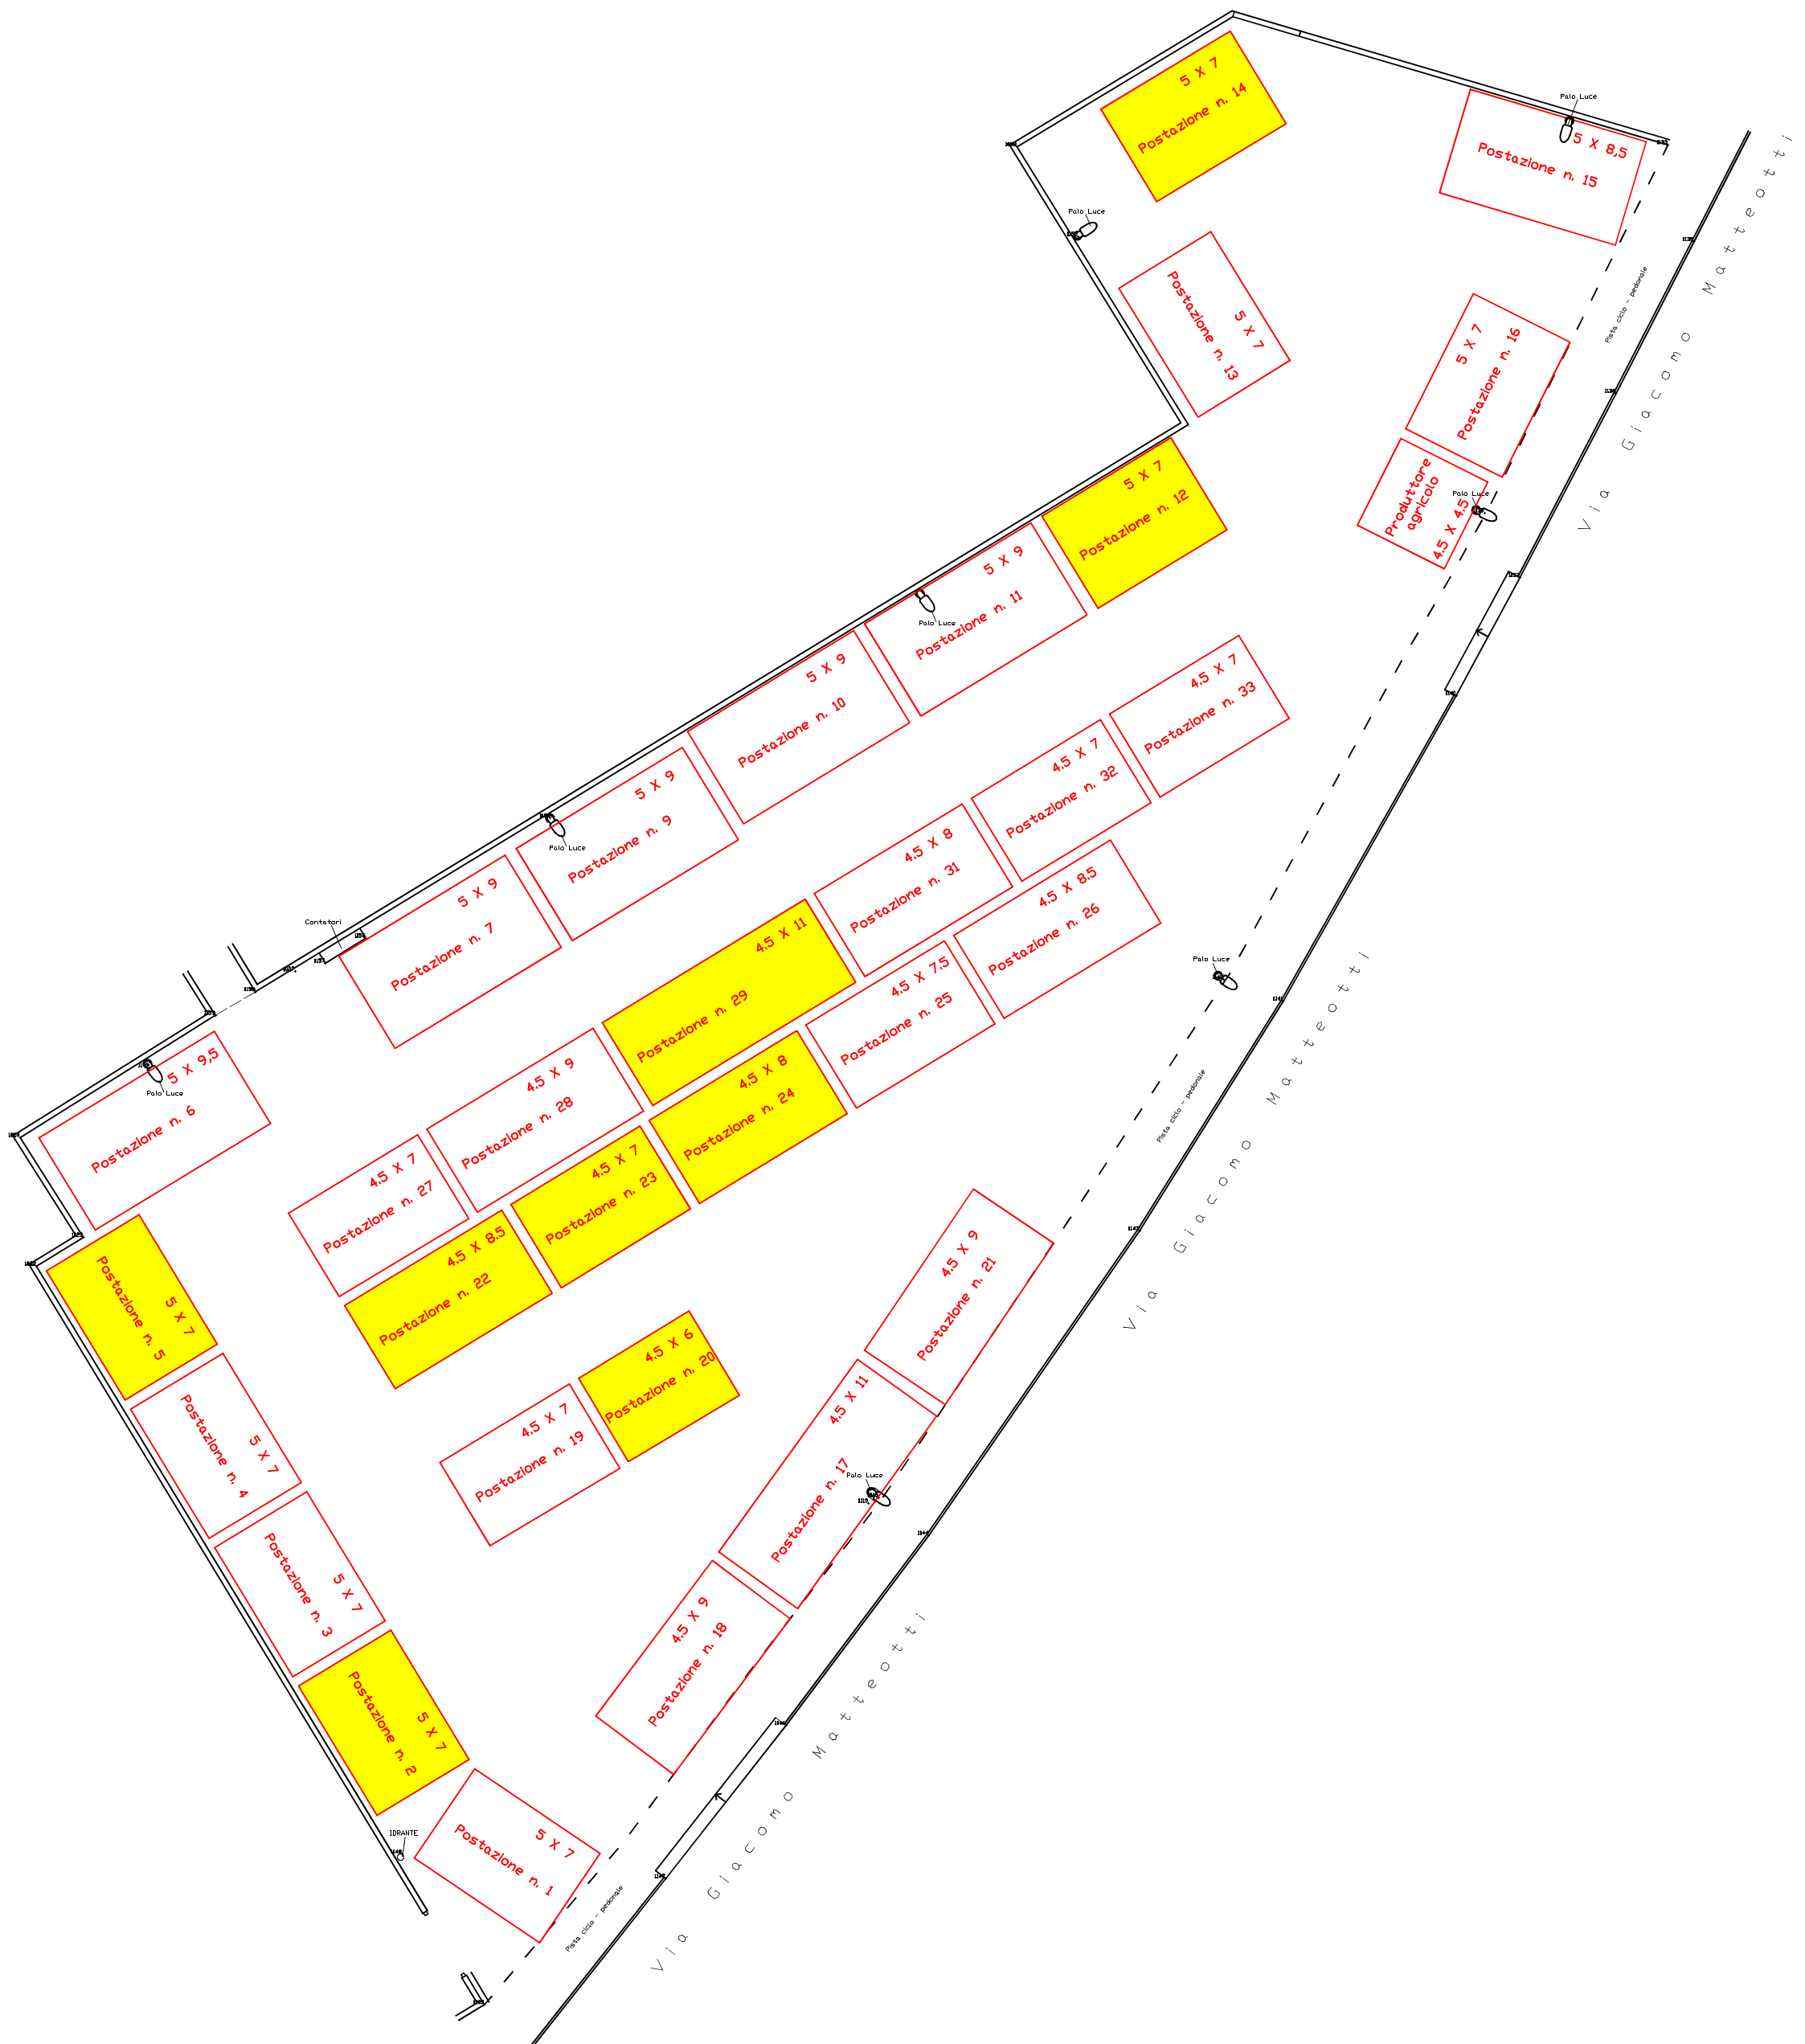 5 X 7
Postazione n. 14
Palo Luce
5 X 8,5
Postazione n. 15
Palo Luce
Postazione n. 13
5 X 7
Pista ciclo - pedonale
Via Giacomo Matteotti
5 X 7
Postazione n. 16
Produttore
agricolo
4.5 X 4.5
Palo Luce
5 X 7
Postazione n. 12
5 X 9
Postazione n. 11
Palo Luce
5 X 9
Postazione n. 10
5 X 9
Postazione n. 9
Palo Luce
5 X 9
Postazione n. 7
Contatori
4,5 X 7
Postazione n. 33
4,5 X 7
Postazione n. 32
4.5 X 8
Postazione n. 31
4.5 X 8.5
Postazione n. 26
4,5 X 11
Postazione n. 29
4.5 X 7.5
Postazione n. 25
Palo Luce
4.5 X 9
Postazione n. 28
4.5 X 8
Postazione n. 24
5 X 9,5
Postazione n. 6
Palo Luce
4.5 X 7
Postazione n. 27
4,5 X 7
Postazione n. 23
4,5 X 8.5
Postazione n. 22
Pista ciclo - pedonale
Via Giacomo Matteotti
4,5 X 9
Postazione n. 21
Postazione n. 5
5 X 7
4.5 X 6
Postazione n. 20
4.5 X 7
Postazione n. 19
Postazione n. 4
5 X 7
4,5 X 11
Postazione n. 17
Palo Luce
Postazione n. 3
5 X 7
4.5 X 9
Postazione n. 18
Postazione n. 2
5 X 7
IDRANTE
5 X 7
Postazione n. 1
Pista ciclo - pedonale
Via Giacomo Matteotti